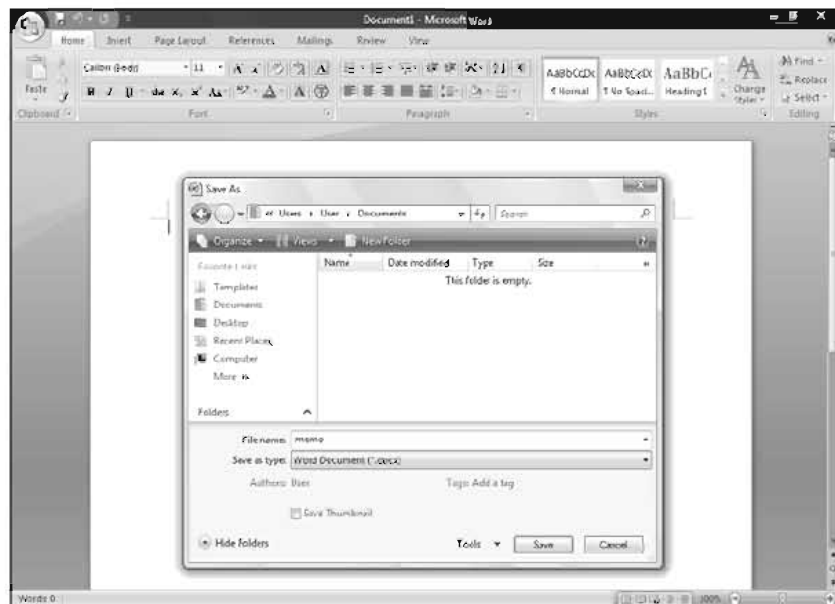 Document1 - Microsoft Word
Home Insert Page Layout References Mailings Review View
Calibri (Body) 11
AaBbCcDc AaBbCcDc AaBbCc
Find
Replace
Paste
B I U abc x, x' Aa A A
¶ Normal ¶ No Spaci... Heading 1
Change
Styles
Select
Clipboard Font Paragraph Styles Editing
Save As
« Users › User › Documents
Search
Organize Views New Folder
Favorite Links
Name Date modified Type Size »
This folder is empty.
Templates
Documents
Desktop
Recent Places
Computer
More »
Folders
File name: memo
Save as type: Word Document (*.docx)
Authors: User Tags: Add a tag
Save Thumbnail
Hide Folders Tools Save Cancel
Words 0 100%